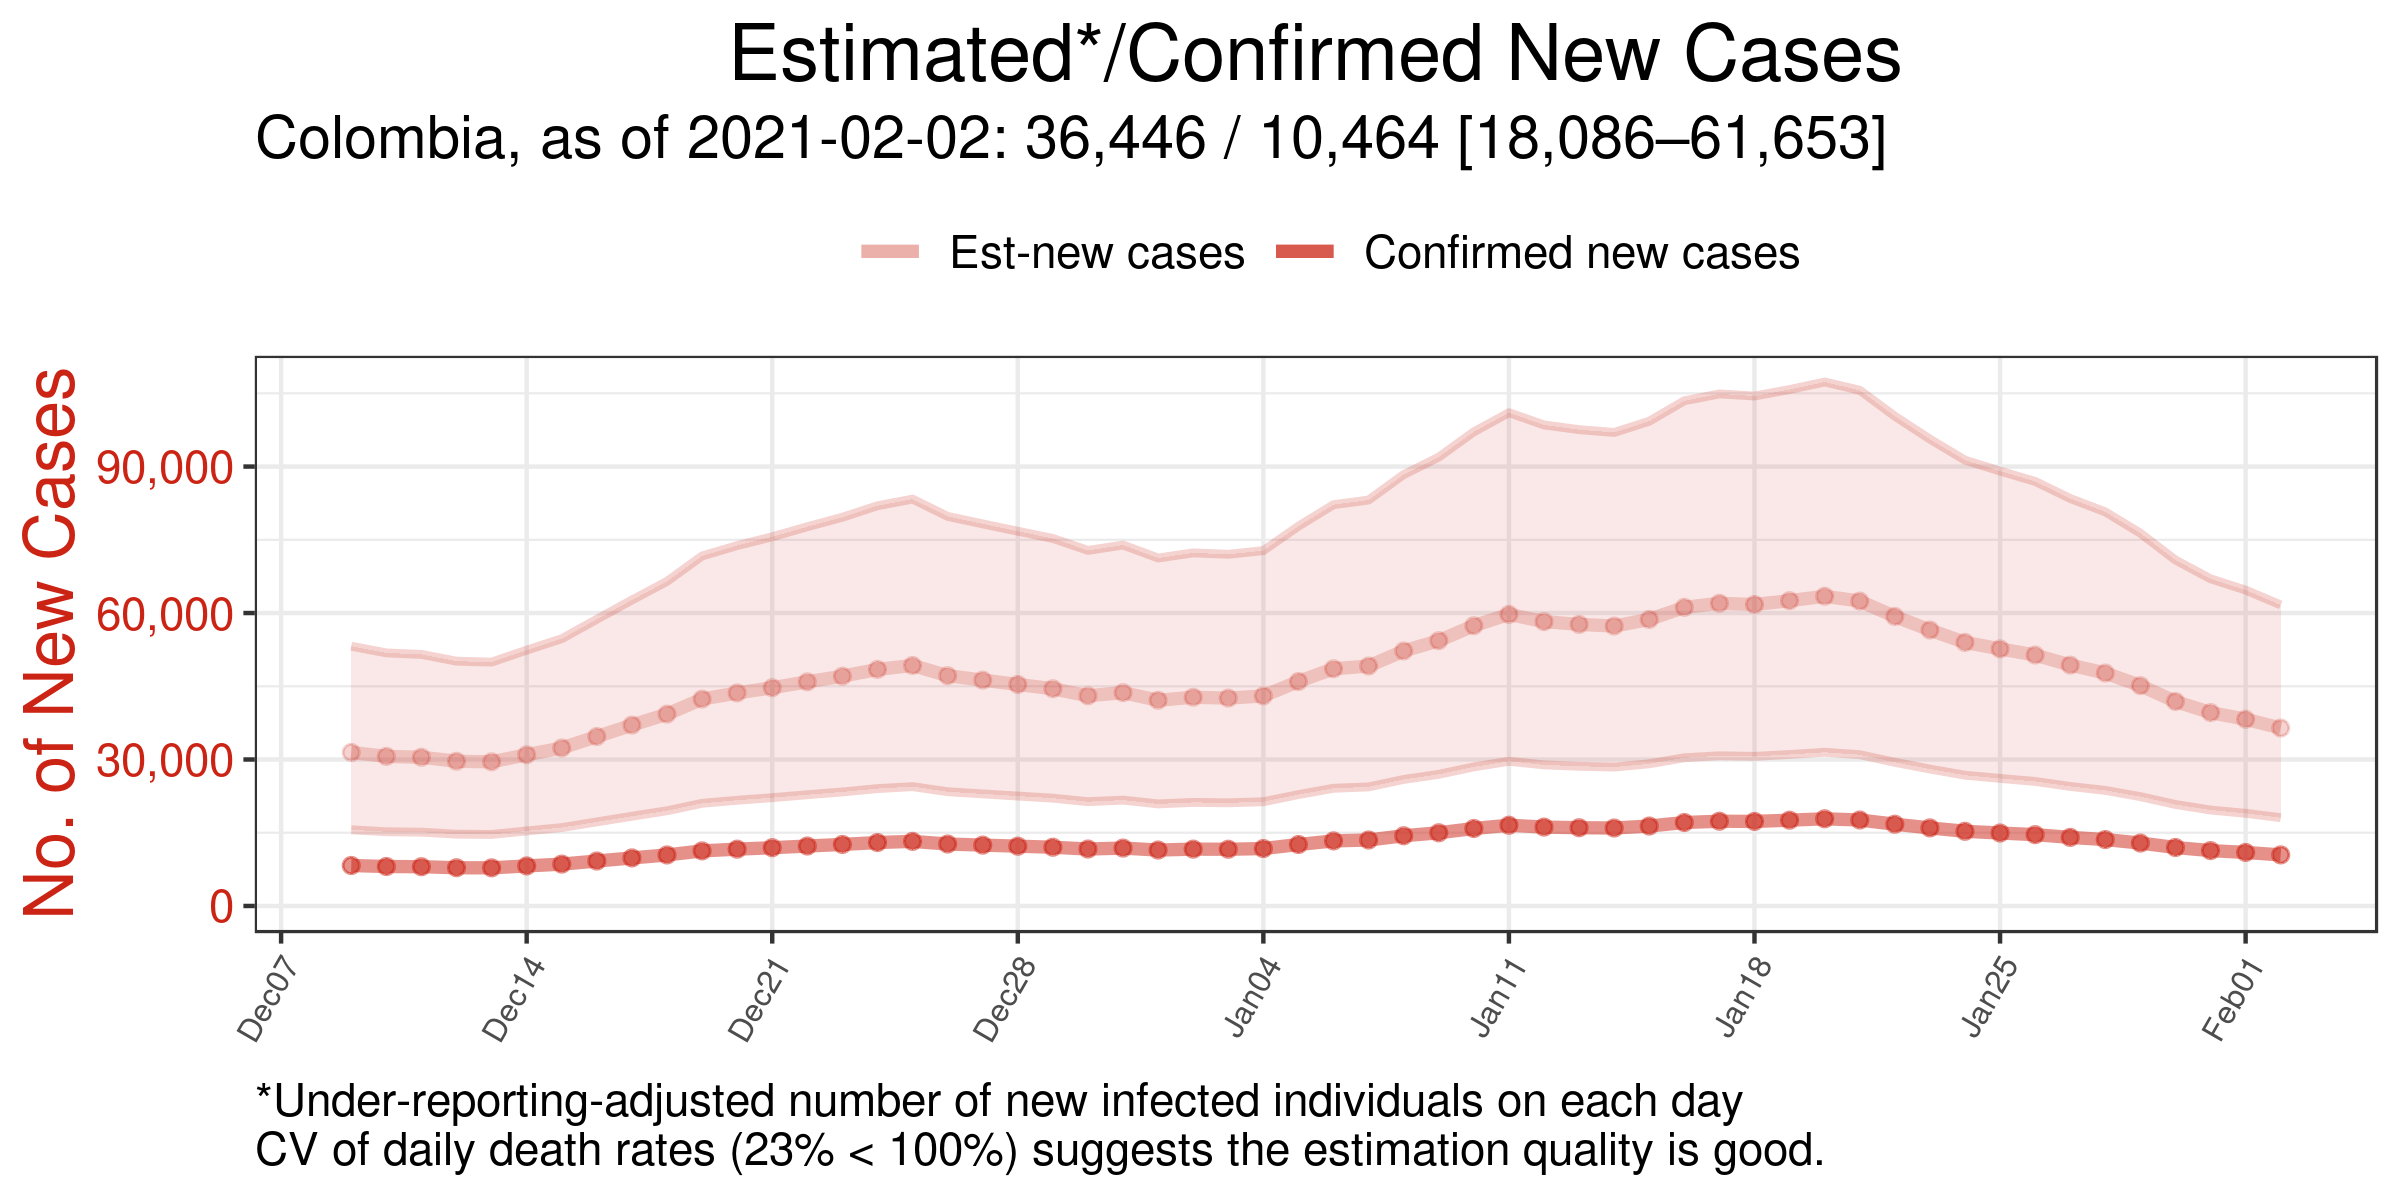 Estimated*/Confirmed New Cases
Colombia, as of 2021-02-02: 36,446 / 10,464 [18,086–61,653]
Est-new cases Confirmed new cases
No. of New Cases
90,000
60,000
30,000
0
Dec07 Dec14 Dec21 Dec28 Jan04 Jan11 Jan18 Jan25 Feb01
*Under-reporting-adjusted number of new infected individuals on each day
CV of daily death rates (23% < 100%) suggests the estimation quality is good.